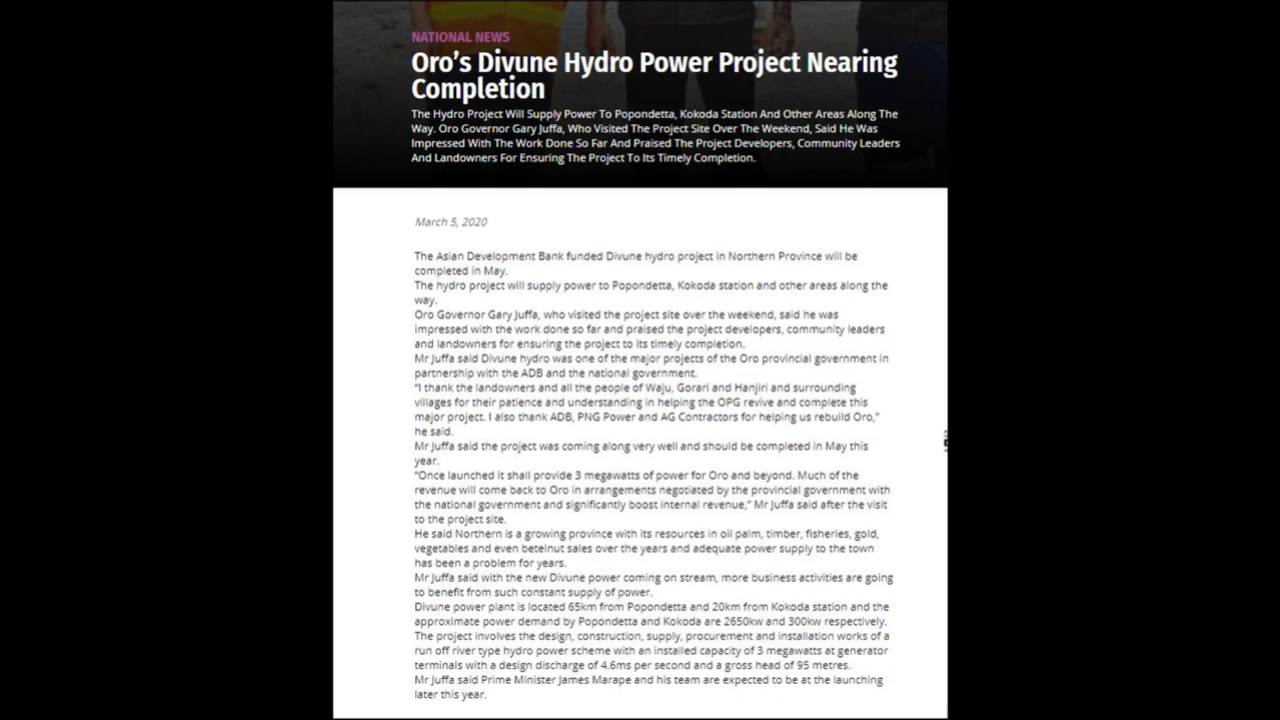 NATIONAL NEWS
Oro's Divune Hydro Power Project Nearing
Completion
The Hydro Project Will Supply Power To Popondetta, Kokoda Station And Other Areas Along The
Way. Oro Governor Gary Juffa, Who Visited The Project Site Over The Weekend, Said He Was
Impressed With The Work Done So Far And Praised The Project Developers, Community Leaders
And Landowners For Ensuring The Project To Its Timely Completion.
March 5, 2020
The Asian Development Bank funded Divune hydro project in Northern Province will be
completed in May.
The hydro project will supply power to Popondetta, Kokoda station and other areas along the
way.
Oro Governor Gary Juffa, who visited the project site over the weekend, said he was
impressed with the work done so far and praised the project developers, community leaders
and landowners for ensuring the project to its timely completion.
Mr Juffa said Divune hydro was one of the major projects of the Oro provincial government in
partnership with the ADB and the national government.
"I thank the landowners and all the people of Waju, Gorari and Hanjiri and surrounding
villages for their patience and understanding in helping the OPG revive and complete this
major project. I also thank ADB, PNG Power and AG Contractors for helping us rebuild Oro,"
he said.
Mr Juffa said the project was coming along very well and should be completed in May this
year.
"Once launched it shall provide 3 megawatts of power for Oro and beyond. Much of the
revenue will come back to Oro in arrangements negotiated by the provincial government with
the national government and significantly boost internal revenue," Mr Juffa said after the visit
to the project site.
He said Northern is a growing province with its resources in oil palm, timber, fisheries, gold,
vegetables and even betelnut sales over the years and adequate power supply to the town
has been a problem for years.
Mr Juffa said with the new Divune power coming on stream, more business activities are going
to benefit from such constant supply of power.
Divune power plant is located 65km from Popondetta and 20km from Kokoda station and the
approximate power demand by Popondetta and Kokoda are 2650kw and 300kw respectively.
The project involves the design, construction, supply, procurement and installation works of a
run off river type hydro power scheme with an installed capacity of 3 megawatts at generator
terminals with a design discharge of 4.6ms per second and a gross head of 95 metres.
Mr Juffa said Prime Minister James Marape and his team are expected to be at the launching
later this year.